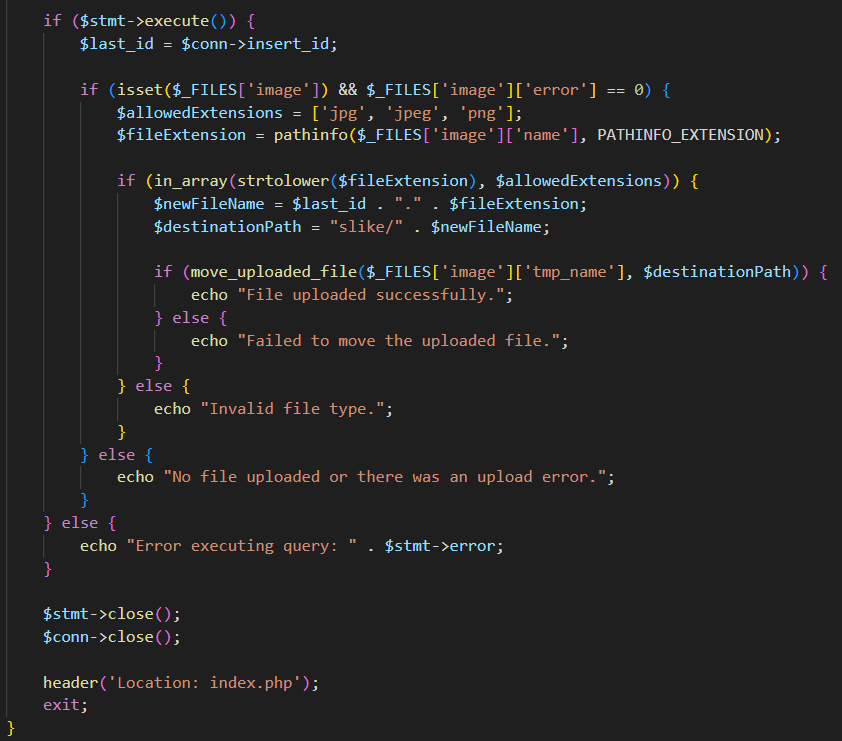 if ($stmt->execute()) {
$last_id = $conn->insert_id;
if (isset($_FILES['image']) && $_FILES['image']['error'] == 0) {
$allowedExtensions = ['jpg', 'jpeg', 'png'];
$fileExtension = pathinfo($_FILES['image']['name'], PATHINFO_EXTENSION);
if (in_array(strtolower($fileExtension), $allowedExtensions)) {
$newFileName = $last_id . "." . $fileExtension;
$destinationPath = "slike/" . $newFileName;
if (move_uploaded_file($_FILES['image']['tmp_name'], $destinationPath)) {
echo "File uploaded successfully.";
} else {
echo "Failed to move the uploaded file.";
}
} else {
echo "Invalid file type.";
}
} else {
echo "No file uploaded or there was an upload error.";
}
} else {
echo "Error executing query: " . $stmt->error;
}
$stmt->close();
$conn->close();
header('Location: index.php');
exit;
}